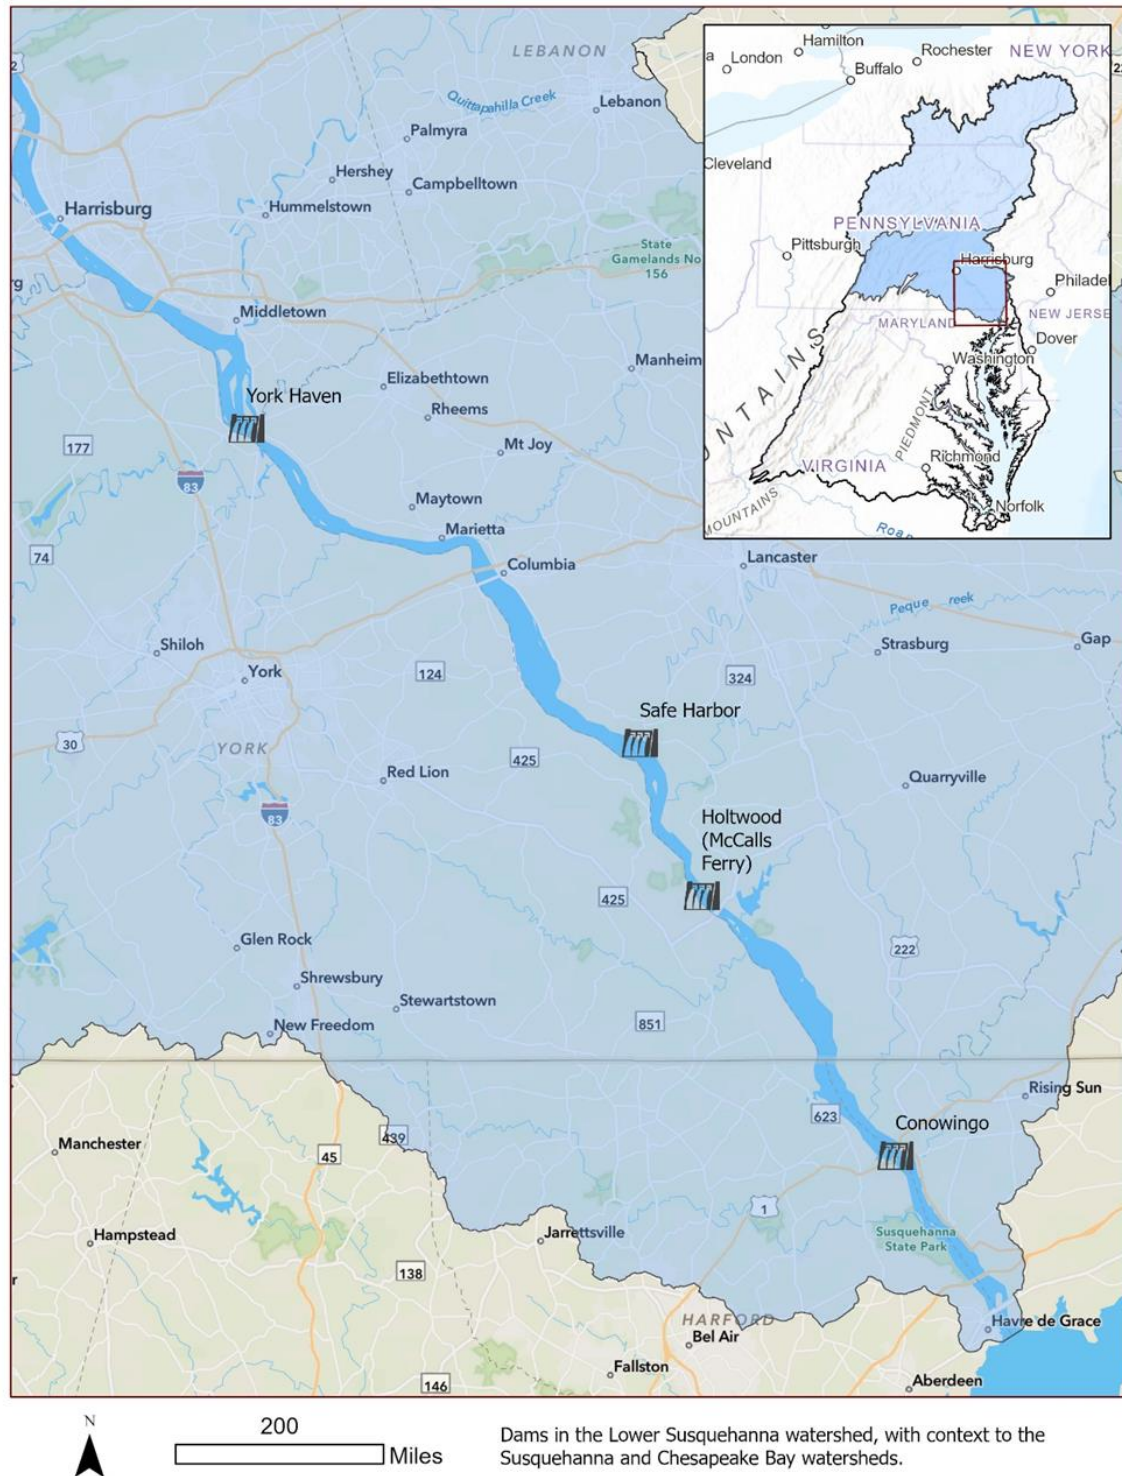 LEBANON
Quittapahilla Creek
Lebanon
Palmyra
Hershey
Campbelltown
Harrisburg
Hummelstown
State
Gamelands No
156
Middletown
Manheim
Elizabethtown
York Haven
Rheems
177
Mt Joy
83
Maytown
Marietta
74
Columbia
Lancaster
Peque reek
Shiloh
Strasburg
Gap
York
124
324
Safe Harbor
30
YORK
425
Red Lion
Quarryville
83
Holtwood
(McCalls
Ferry)
425
Glen Rock
222
Shrewsbury
Stewartstown
851
New Freedom
Rising Sun
623
Conowingo
439
Manchester
45
1
Hampstead
Jarrettsville
Susquehanna
State Park
138
HARFORD
Havre de Grace
Bel Air
Fallston
146
Aberdeen
Hamilton
London
Rochester
NEW YORK
Buffalo
Cleveland
PENNSYLVANIA
Pittsburgh
Harrisburg
Philadel
NEW JERSE
MARYLAND
Dover
Washington
UNTAINS
PIEDMONT
Richmond
VIRGINIA
Norfolk
MOUNTAINS
Roa
N
200
Miles
Dams in the Lower Susquehanna watershed, with context to the
Susquehanna and Chesapeake Bay watersheds.